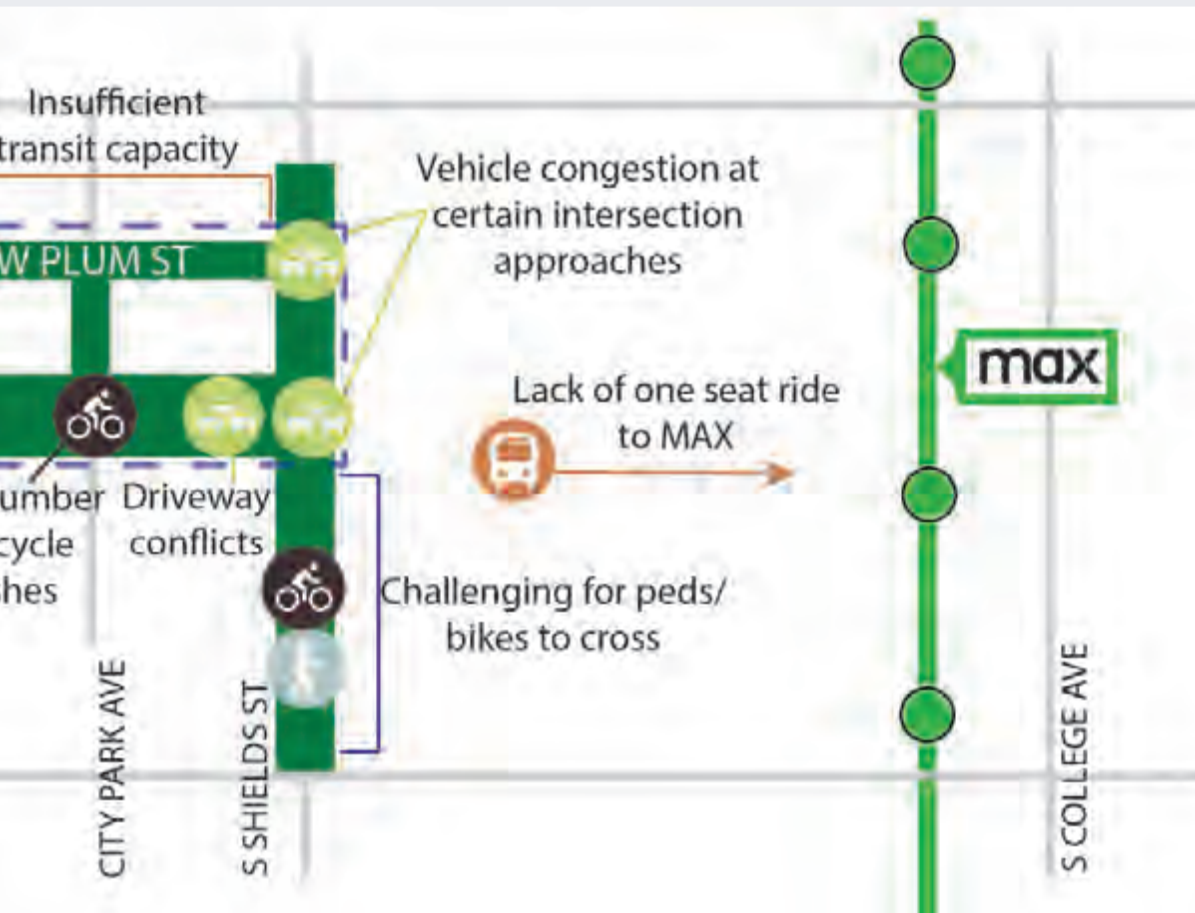 Insufficient
transit capacity
Vehicle congestion at
certain intersection
approaches
W PLUM ST
max
Lack of one seat ride
to MAX
umber
cycle
hes
Driveway
conflicts
Challenging for peds/
bikes to cross
CITY PARK AVE
S SHIELDS ST
S COLLEGE AVE